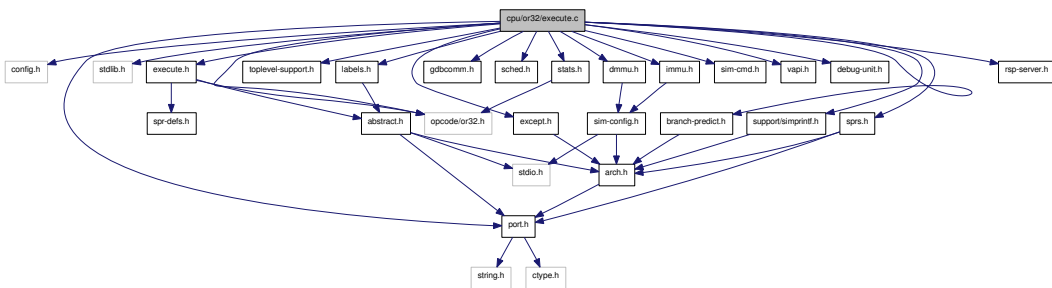 cpu/or32/execute.c
config.h
stdlib.h
execute.h
toplevel-support.h
labels.h
gdbcomm.h
sched.h
stats.h
dmmu.h
immu.h
sim-cmd.h
vapi.h
debug-unit.h
rsp-server.h
spr-defs.h
abstract.h
opcode/or32.h
except.h
sim-config.h
branch-predict.h
support/simprintf.h
sprs.h
stdio.h
arch.h
port.h
string.h
ctype.h